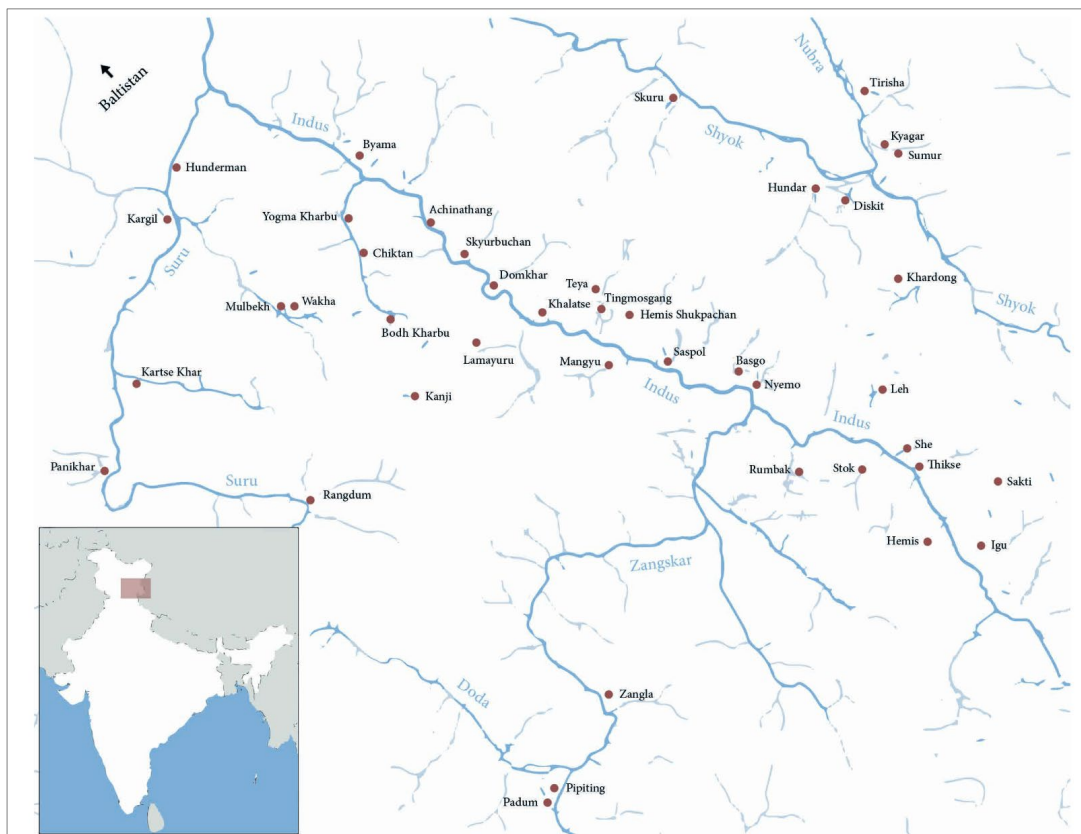 Baltistan
Nubra
Tirisha
Skuru
Indus
Shyok
Byama
Kyagar
Sumur
Hunderman
Hundar
Diskit
Kargil
Yogma Kharbu
Achinathang
Suru
Chiktan
Skyurbuchan
Domkhar
Teya
Khardong
Tingmosgang
Shyok
Mulbekh
Wakha
Khalatse
Hemis Shukpachan
Bodh Kharbu
Lamayuru
Saspol
Mangyu
Basgo
Kartse Khar
Nyemo
Kanji
Indus
Leh
Indus
She
Panikhar
Rumbak
Stok
Thikse
Suru
Sakti
Rangdum
Hemis
Igu
Zangskar
Doda
Zangla
Pipiting
Padum